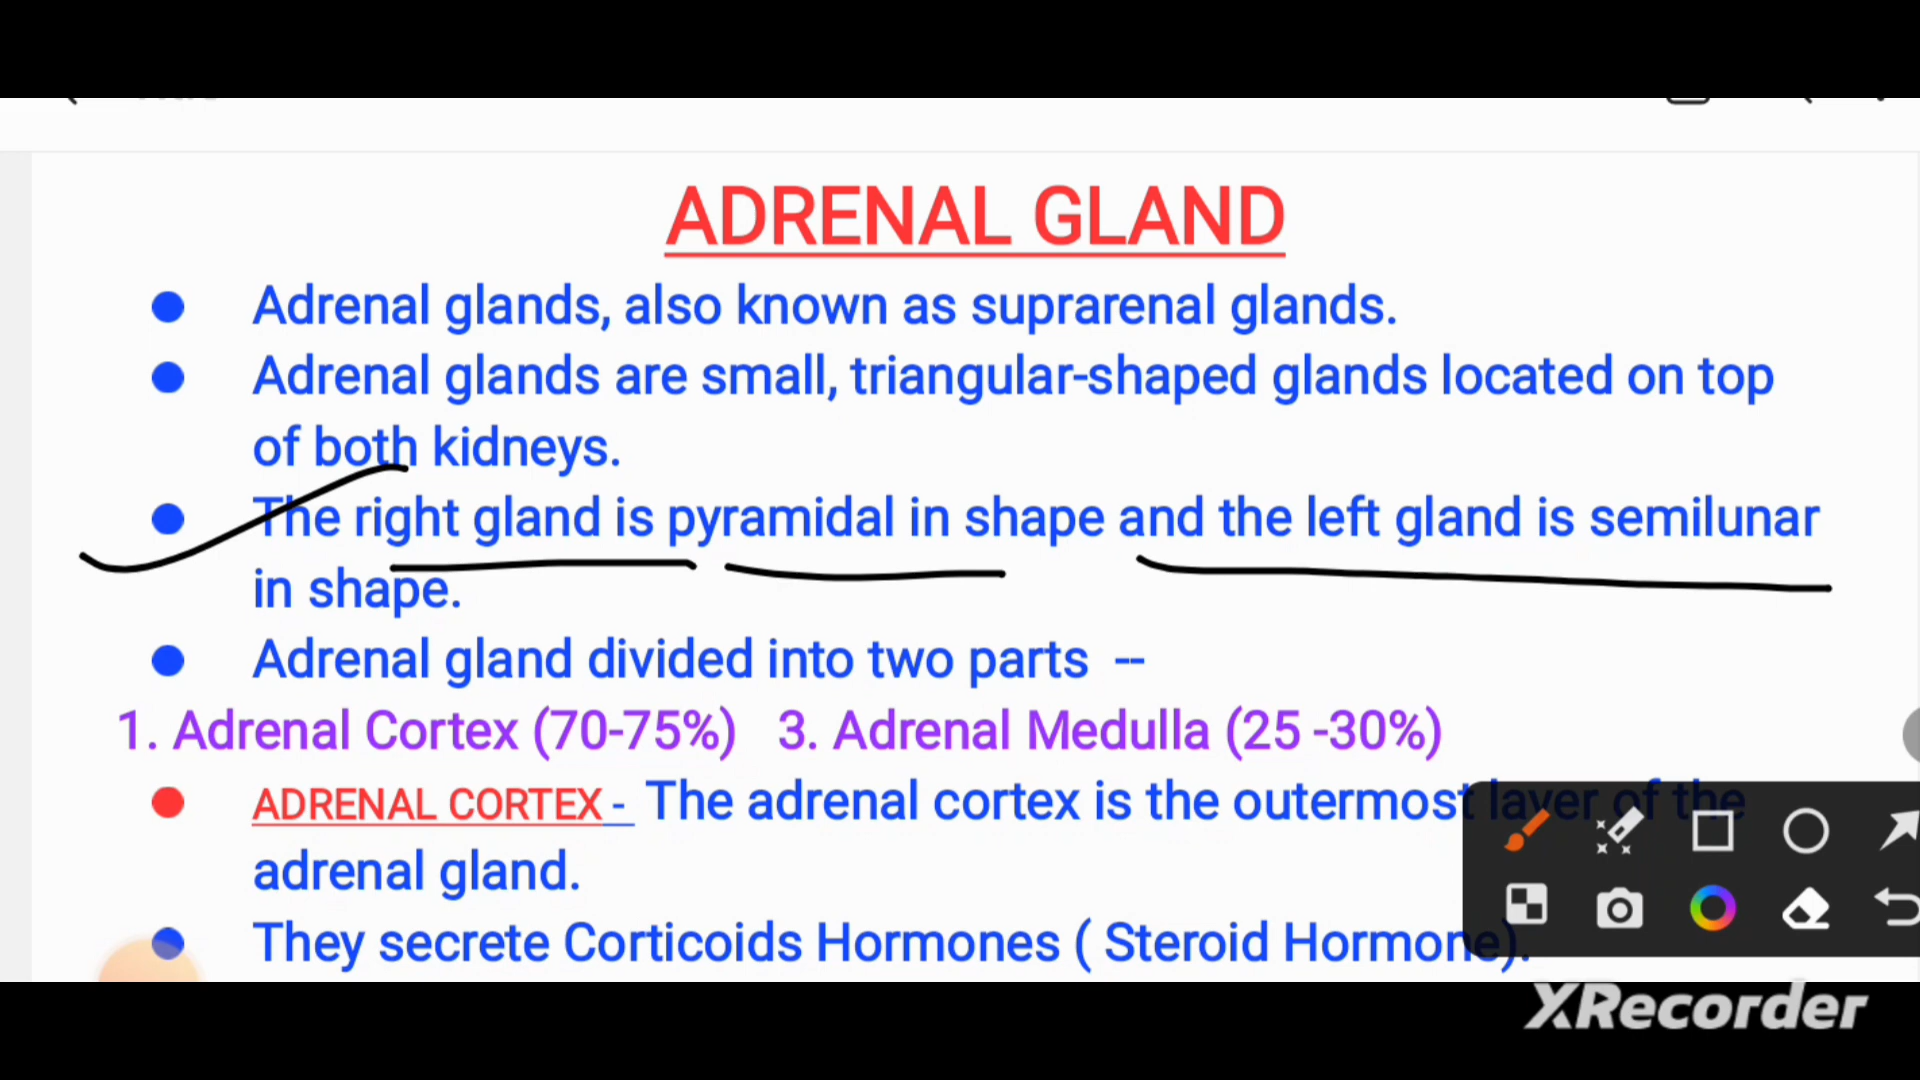 ADRENAL GLAND
Adrenal glands, also known as suprarenal glands.
Adrenal glands are small, triangular-shaped glands located on top
of both kidneys.
The right gland is pyramidal in shape and the left gland is semilunar
in shape.
Adrenal gland divided into two parts --
1. Adrenal Cortex (70-75%) 3. Adrenal Medulla (25 -30%)
ADRENAL CORTEX - The adrenal cortex is the outermost layer of the
adrenal gland.
They secrete Corticoids Hormones ( Steroid Hormone).
XRecorder